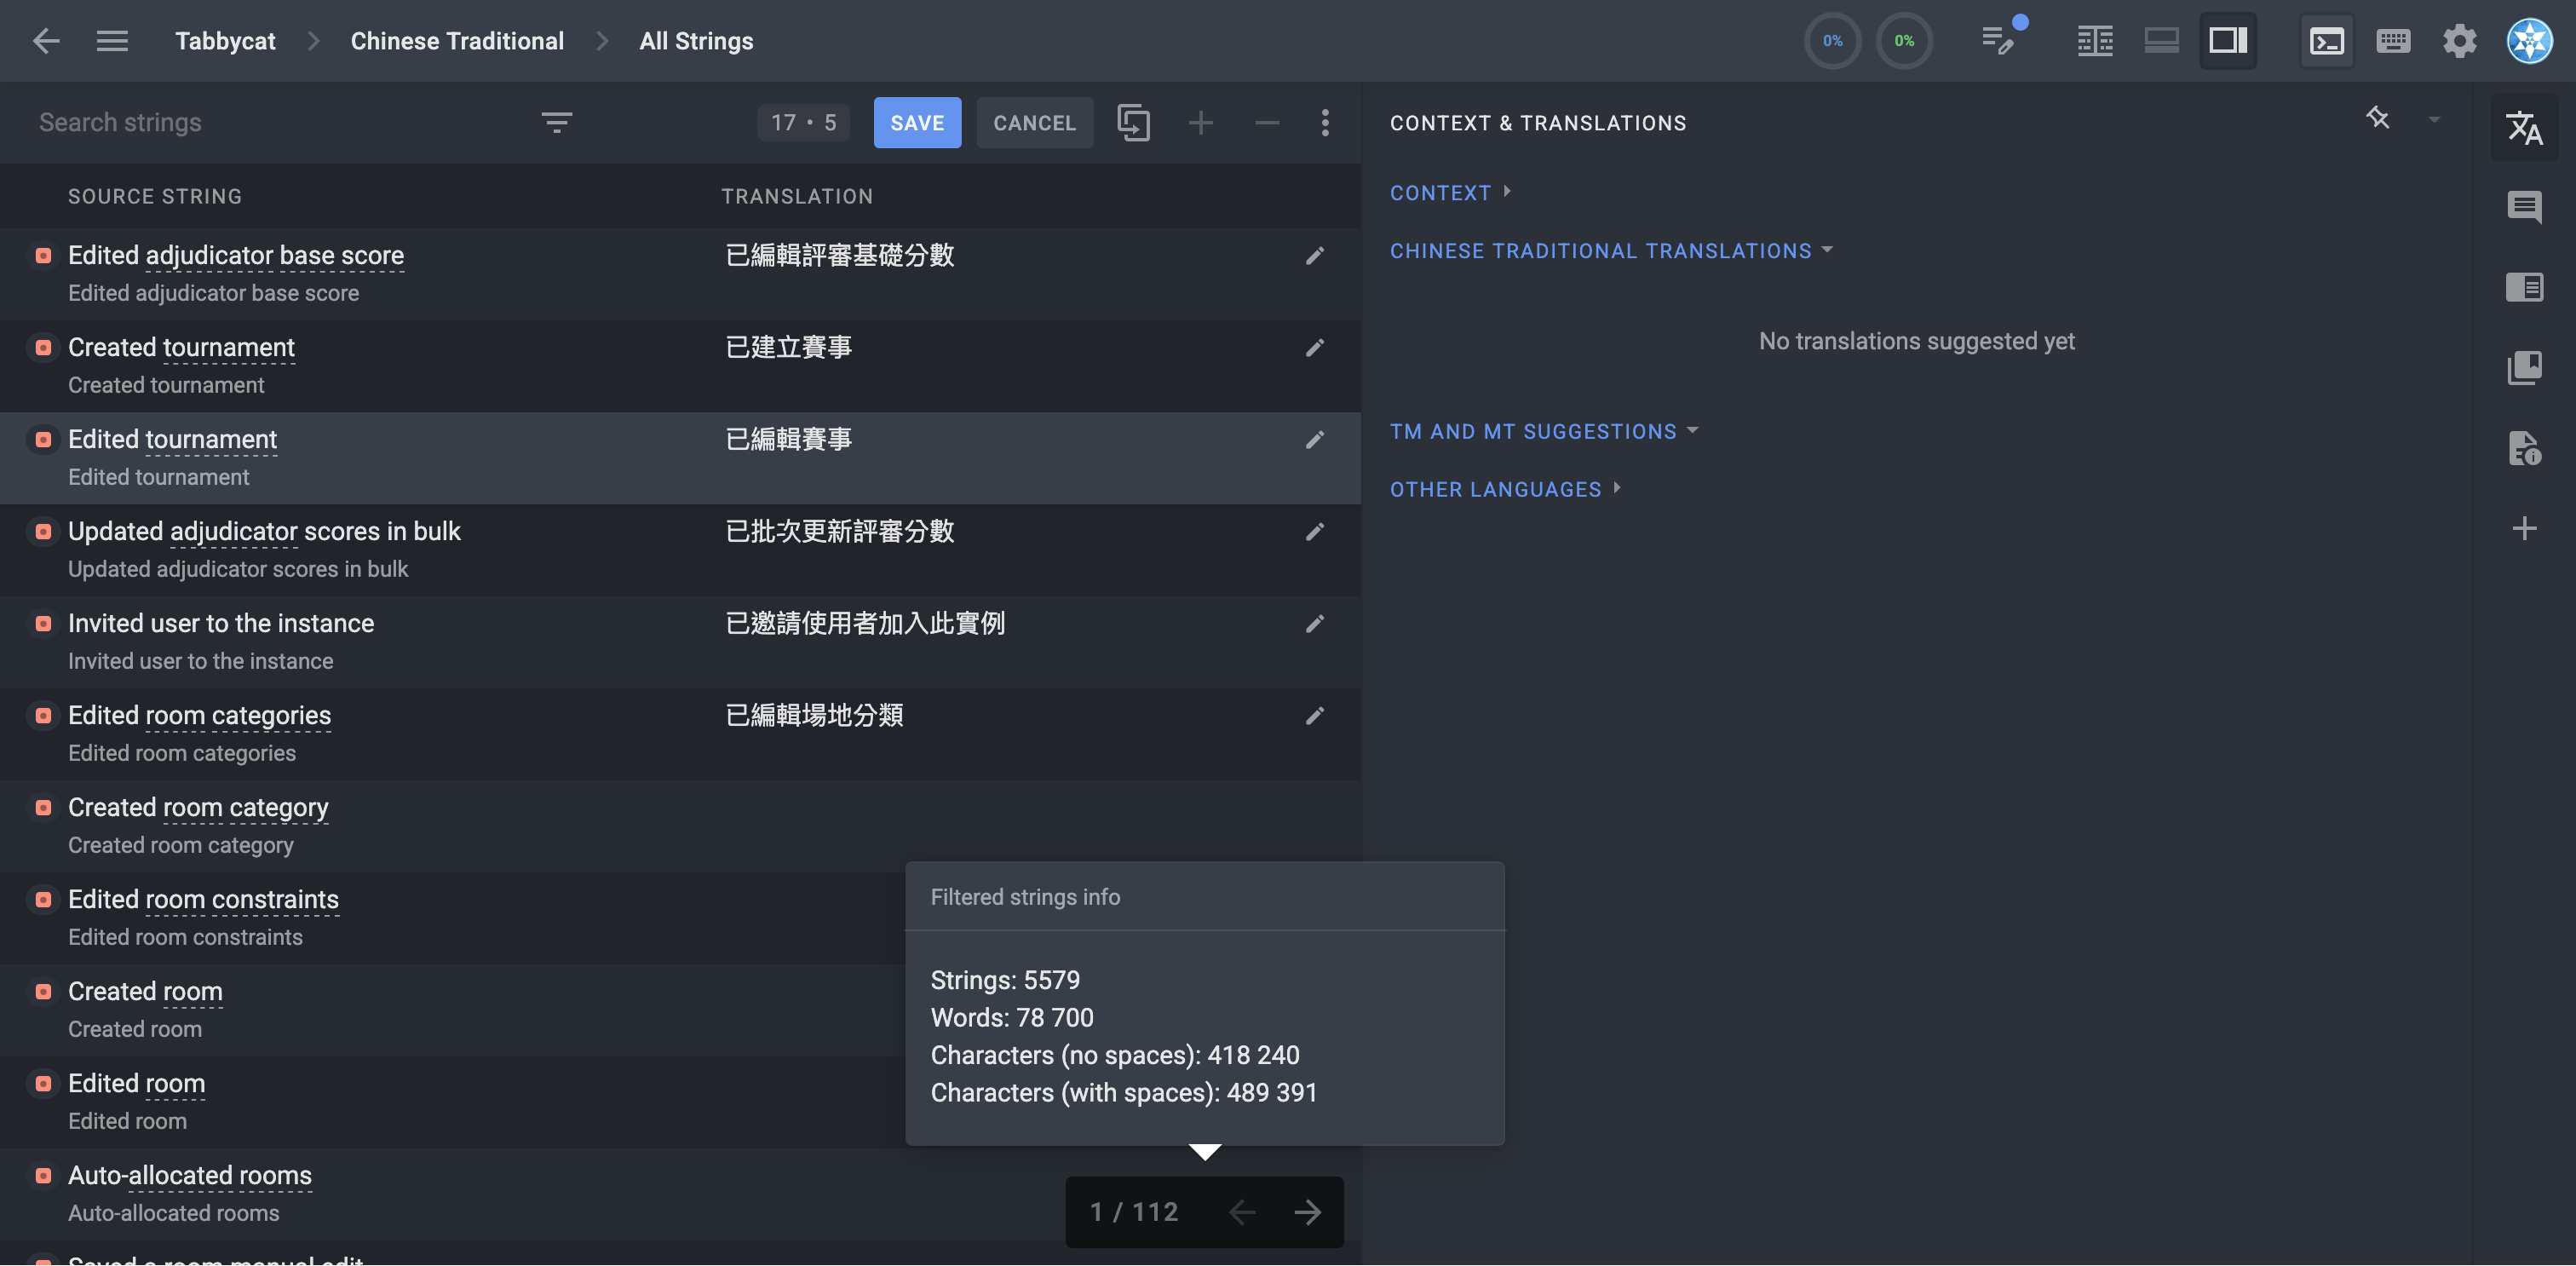 Tabbycat
Chinese Traditional
All Strings
0%
0%
Search strings
17 • 5
SAVE
CANCEL
CONTEXT & TRANSLATIONS
SOURCE STRING
TRANSLATION
CONTEXT
CHINESE TRADITIONAL TRANSLATIONS
No translations suggested yet
TM AND MT SUGGESTIONS
OTHER LANGUAGES
Edited adjudicator base score
已編輯評審基礎分數
Edited adjudicator base score
Created tournament
已建立賽事
Created tournament
Edited tournament
已編輯賽事
Edited tournament
Updated adjudicator scores in bulk
已批次更新評審分數
Updated adjudicator scores in bulk
Invited user to the instance
已邀請使用者加入此實例
Invited user to the instance
Edited room categories
已編輯場地分類
Edited room categories
Created room category
Created room category
Edited room constraints
Edited room constraints
Created room
Created room
Edited room
Edited room
Auto-allocated rooms
Auto-allocated rooms
Saved a room manual edit
Filtered strings info
Strings: 5579
Words: 78 700
Characters (no spaces): 418 240
Characters (with spaces): 489 391
1 / 112